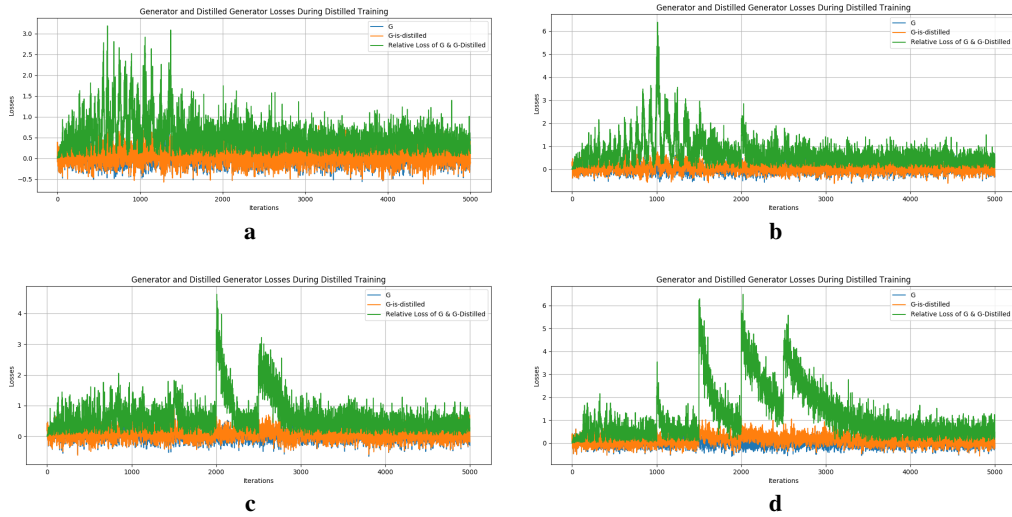 Generator and Distilled Generator Losses During Distilled Training
G
G-is-distilled
Relative Loss of G & G-Distilled
Losses
3.0
2.5
2.0
1.5
1.0
0.5
0.0
−0.5
0 1000 2000 3000 4000 5000
Iterations
a
Generator and Distilled Generator Losses During Distilled Training
G
G-is-distilled
Relative Loss of G & G-Distilled
Losses
6
5
4
3
2
1
0
0 1000 2000 3000 4000 5000
Iterations
b
Generator and Distilled Generator Losses During Distilled Training
G
G-is-distilled
Relative Loss of G & G-Distilled
Losses
4
3
2
1
0
0 1000 2000 3000 4000 5000
Iterations
c
Generator and Distilled Generator Losses During Distilled Training
G
G-is-distilled
Relative Loss of G & G-Distilled
Losses
6
5
4
3
2
1
0
0 1000 2000 3000 4000 5000
Iterations
d